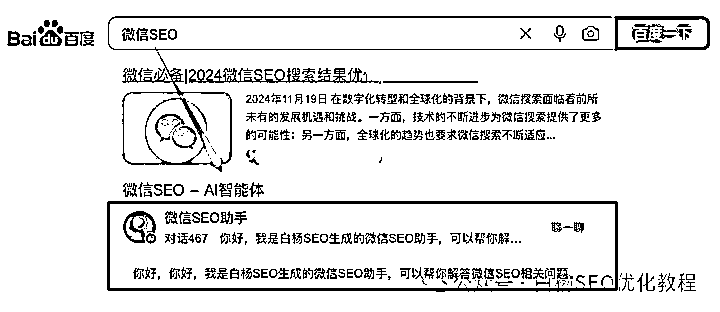 Bai du 百度
微信SEO
百度一下
微信必备|2024微信SEO搜索结果优
2024年11月19日 在数字化转型和全球化的背景下，微信搜索面临着前所
未有的发展机遇和挑战。一方面，技术的不断进步为微信搜索提供了更多
的可能性；另一方面，全球化的趋势也要求微信搜索不断适应...
微信SEO - AI智能体
微信SEO助手
对话467 你好，我是白杨SEO生成的微信SEO助手，可以帮你解...
聊一聊
你好，你好，我是白杨SEO生成的微信SEO助手，可以帮你解答微信SEO相关问题
公众号·白杨SEO优化教程